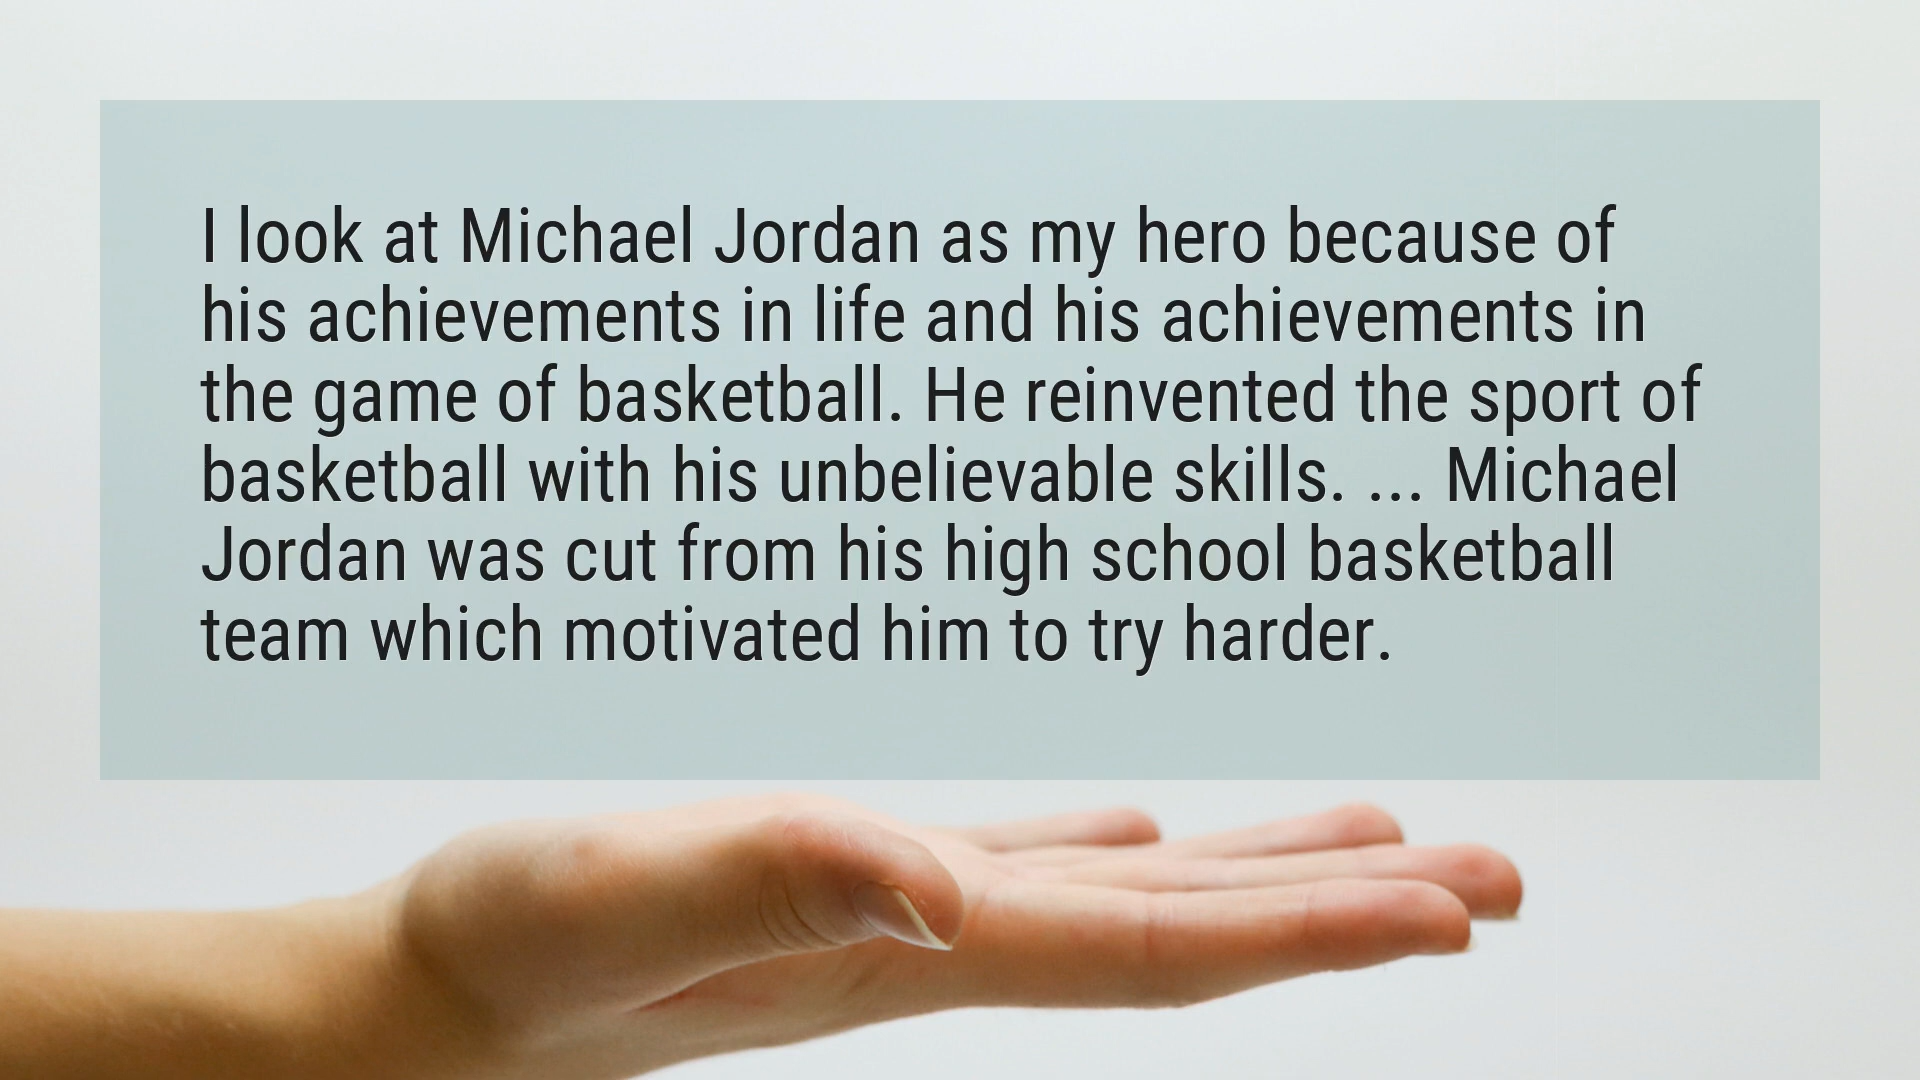 I look at Michael Jordan as my hero because of
his achievements in life and his achievements in
the game of basketball. He reinvented the sport of
basketball with his unbelievable skills. ... Michael
Jordan was cut from his high school basketball
team which motivated him to try harder.